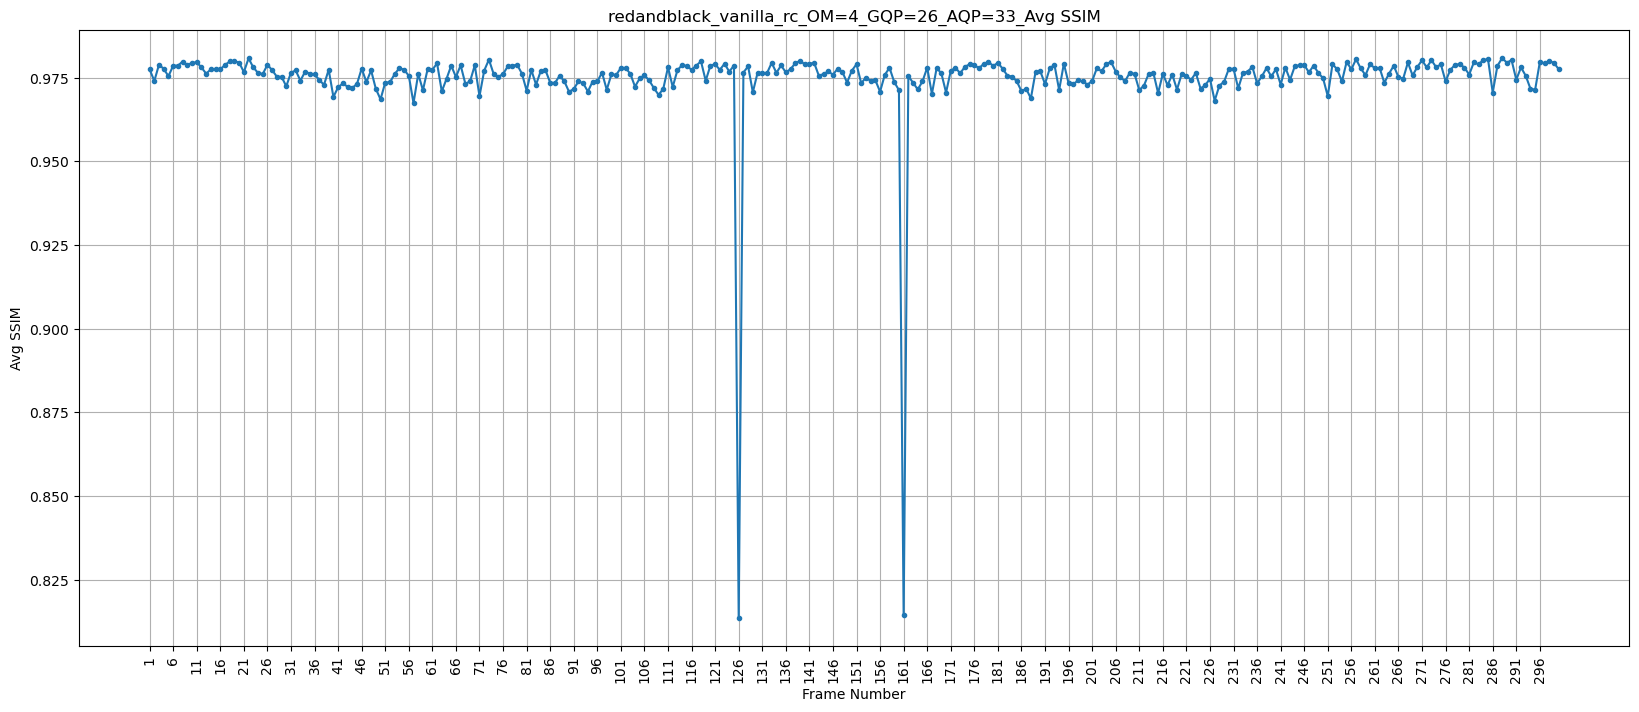 redandblack_vanilla_rc_OM=4_GQP=26_AQP=33_Avg SSIM
0.975
0.950
0.925
0.900
0.875
0.850
0.825
Avg SSIM
1 6 11 16 21 26 31 36 41 46 51 56 61 66 71 76 81 86 91 96 101 106 111 116 121 126 131 136 141 146 151 156 161 166 171 176 181 186 191 196 201 206 211 216 221 226 231 236 241 246 251 256 261 266 271 276 281 286 291 296
Frame Number